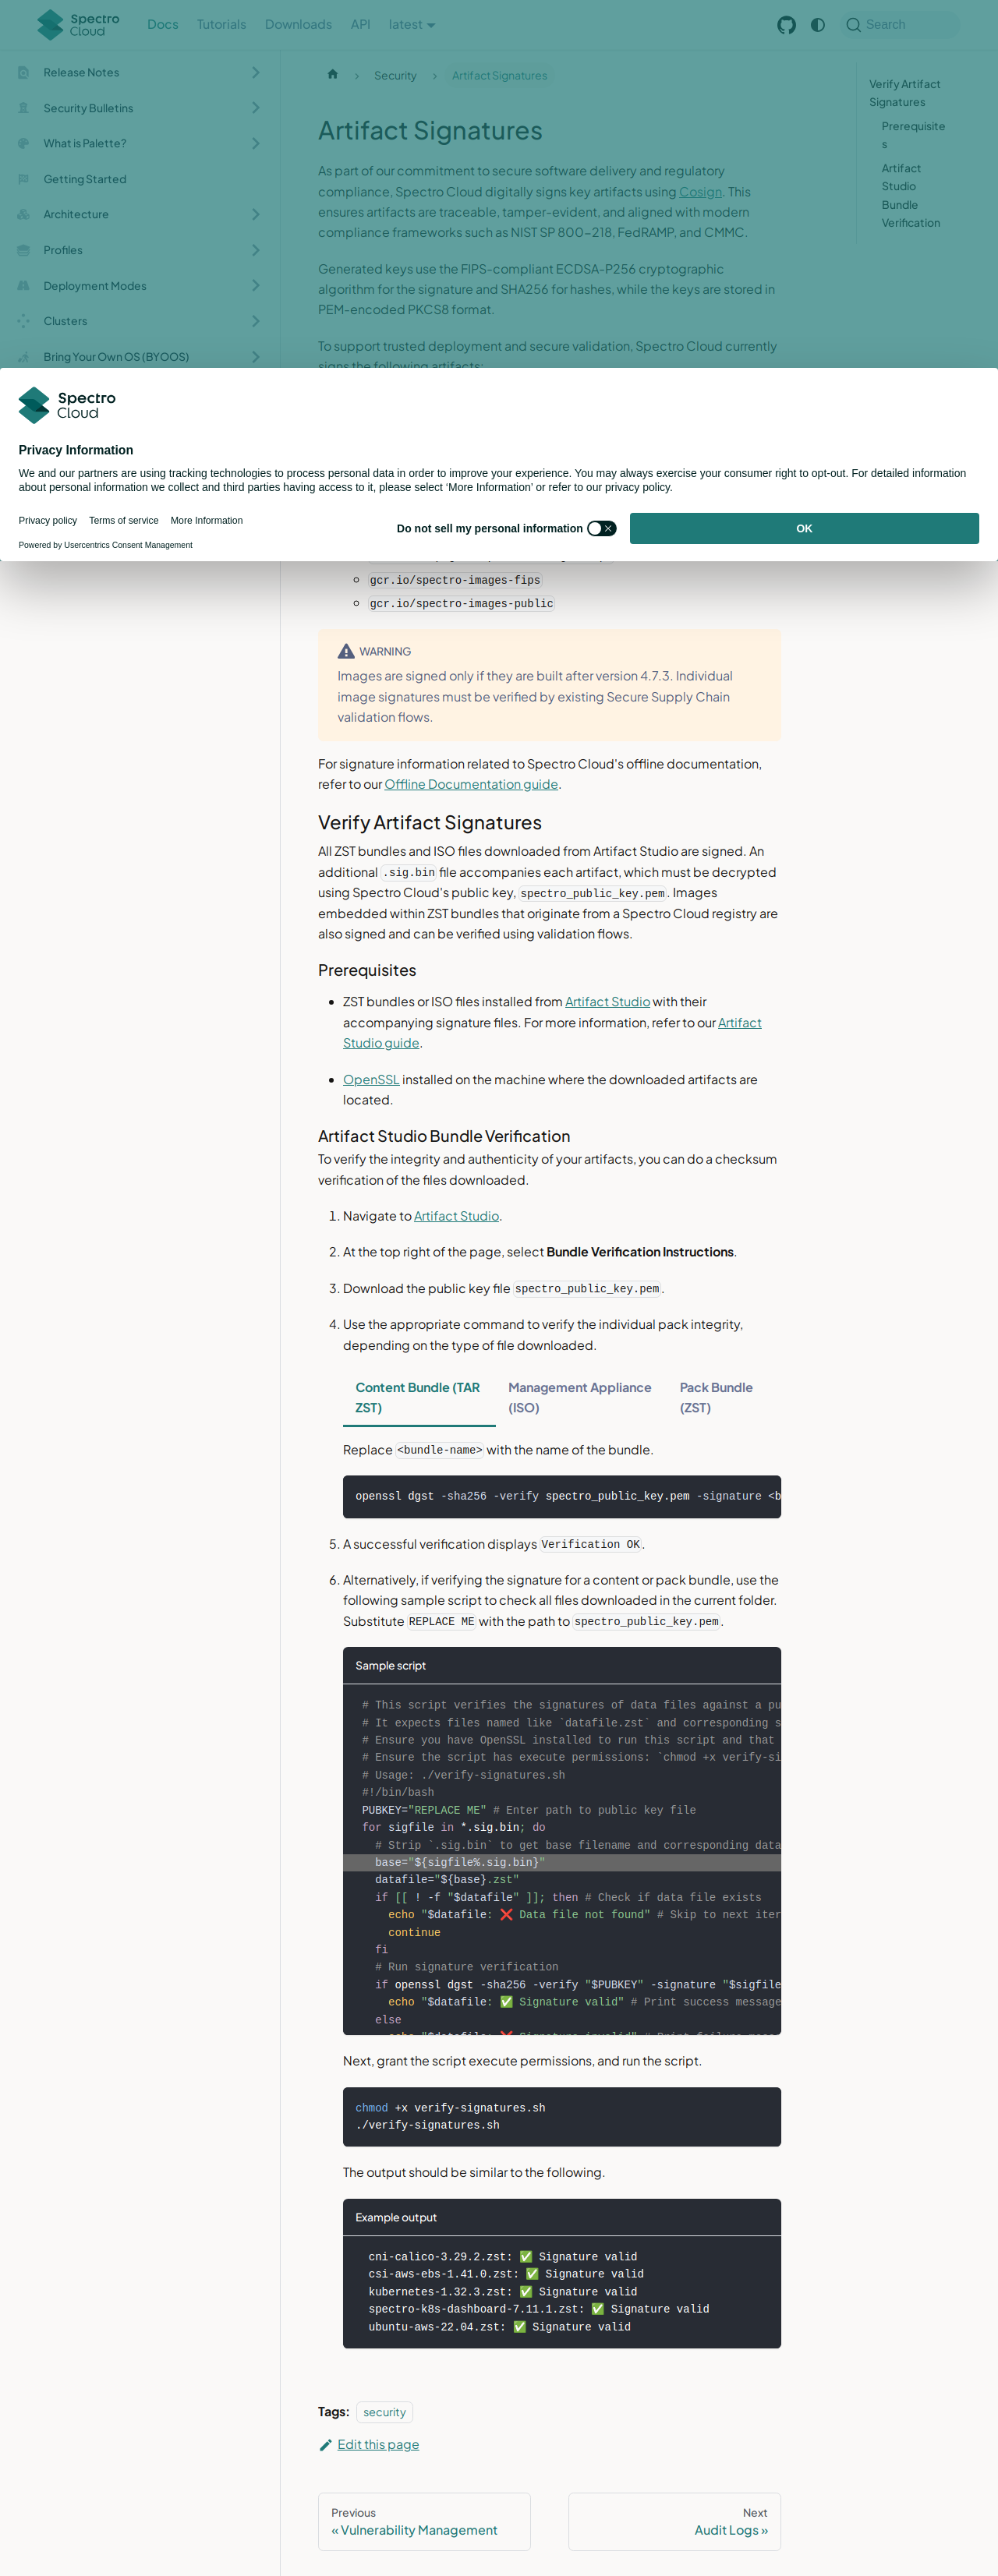 Spectro Cloud
Docs
Tutorials
Downloads
API
latest
Search
Release Notes
Security Bulletins
What is Palette?
Getting Started
Architecture
Profiles
Deployment Modes
Clusters
Bring Your Own OS (BYOOS)
Security
Artifact Signatures
Verify Artifact
Signatures
Prerequisite
s
Artifact
Studio
Bundle
Verification
Artifact Signatures
As part of our commitment to secure software delivery and regulatory
compliance, Spectro Cloud digitally signs key artifacts using Cosign. This
ensures artifacts are traceable, tamper-evident, and aligned with modern
compliance frameworks such as NIST SP 800-218, FedRAMP, and CMMC.
Generated keys use the FIPS-compliant ECDSA-P256 cryptographic
algorithm for the signature and SHA256 for hashes, while the keys are stored in
PEM-encoded PKCS8 format.
To support trusted deployment and secure validation, Spectro Cloud currently
signs the following artifacts:
Spectro
Cloud
Privacy Information
We and our partners are using tracking technologies to process personal data in order to improve your experience. You may always exercise your consumer right to opt-out. For detailed information
about personal information we collect and third parties having access to it, please select ‘More Information’ or refer to our privacy policy.
Privacy policy
Terms of service
More Information
Do not sell my personal information
OK
Powered by Usercentrics Consent Management
gcr.io/spectro-images-fips
gcr.io/spectro-images-public
WARNING
Images are signed only if they are built after version 4.7.3. Individual
image signatures must be verified by existing Secure Supply Chain
validation flows.
For signature information related to Spectro Cloud's offline documentation,
refer to our Offline Documentation guide.
Verify Artifact Signatures
All ZST bundles and ISO files downloaded from Artifact Studio are signed. An
additional .sig.bin file accompanies each artifact, which must be decrypted
using Spectro Cloud's public key, spectro_public_key.pem. Images
embedded within ZST bundles that originate from a Spectro Cloud registry are
also signed and can be verified using validation flows.
Prerequisites
ZST bundles or ISO files installed from Artifact Studio with their
accompanying signature files. For more information, refer to our Artifact
Studio guide.
OpenSSL installed on the machine where the downloaded artifacts are
located.
Artifact Studio Bundle Verification
To verify the integrity and authenticity of your artifacts, you can do a checksum
verification of the files downloaded.
1. Navigate to Artifact Studio.
2. At the top right of the page, select Bundle Verification Instructions.
3. Download the public key file spectro_public_key.pem.
4. Use the appropriate command to verify the individual pack integrity,
depending on the type of file downloaded.
Content Bundle (TAR
ZST)
Management Appliance
(ISO)
Pack Bundle
(ZST)
Replace <bundle-name> with the name of the bundle.
openssl dgst -sha256 -verify spectro_public_key.pem -signature <b
5. A successful verification displays Verification OK.
6. Alternatively, if verifying the signature for a content or pack bundle, use the
following sample script to check all files downloaded in the current folder.
Substitute REPLACE ME with the path to spectro_public_key.pem.
Sample script
# This script verifies the signatures of data files against a pu
# It expects files named like `datafile.zst` and corresponding s
# Ensure you have OpenSSL installed to run this script and that
# Ensure the script has execute permissions: `chmod +x verify-si
# Usage: ./verify-signatures.sh
#!/bin/bash
PUBKEY="REPLACE ME" # Enter path to public key file
for sigfile in *.sig.bin; do
# Strip `.sig.bin` to get base filename and corresponding data
base="${sigfile%.sig.bin}"
datafile="${base}.zst"
if [[ ! -f "$datafile" ]]; then # Check if data file exists
echo "$datafile: ❌ Data file not found" # Skip to next iter
continue
fi
# Run signature verification
if openssl dgst -sha256 -verify "$PUBKEY" -signature "$sigfile
echo "$datafile: ✅ Signature valid" # Print success message
else
echo "$datafile: ❌ Signature invalid" # Print failure mess
Next, grant the script execute permissions, and run the script.
chmod +x verify-signatures.sh
./verify-signatures.sh
The output should be similar to the following.
Example output
cni-calico-3.29.2.zst: ✅ Signature valid
csi-aws-ebs-1.41.0.zst: ✅ Signature valid
kubernetes-1.32.3.zst: ✅ Signature valid
spectro-k8s-dashboard-7.11.1.zst: ✅ Signature valid
ubuntu-aws-22.04.zst: ✅ Signature valid
Tags: security
Edit this page
Previous
« Vulnerability Management
Next
Audit Logs »